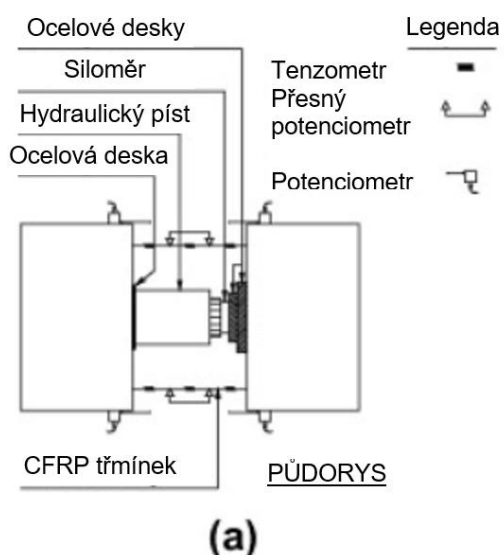 Ocelové desky
Siloměr
Hydraulický píst
Ocelová deska
Legenda
Tenzometr
Přesný
potenciometr
Potenciometr
CFRP třmínek
PŮDORYS
(a)